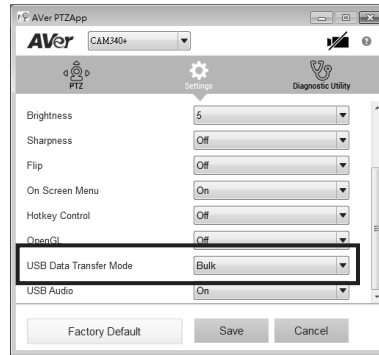 AVer PTZApp
AVer CAM340+
PTZ Settings Diagnostic Utility
Brightness 5
Sharpness Off
Flip Off
On Screen Menu On
Hotkey Control Off
OpenGL Off
USB Data Transfer Mode Bulk
USB Audio On
Factory Default Save Cancel